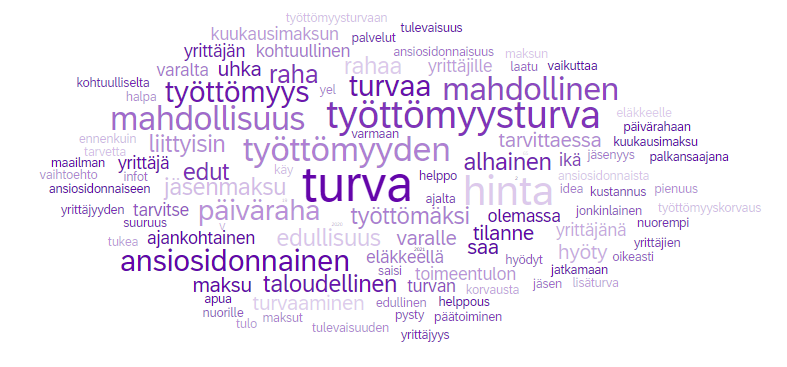 työttömyysturvaan
kuukausimaksun palvelut tulevaisuus
yrittäjän kohtuullinen ansiosidonnaisuus maksun
varalta uhka raha rahaa yrittäjille laatu vaikuttaa
kohtuulliselta halpa työttömyys yel turvaa mahdollinen
mahdollisuus varmaan työttömyysturva eläkkeelle päivärahaan
ennenkuin tarvetta liittyisin työttömyyden tarvittaessa kuukausimaksu
maailman yrittäjä edut käy alhainen ikä jäsenyys palkansaajana
vaihtoehto infot jäsenmaksu turva helppo hinta ansiosidonnaista
ansiosidonnaiseen idea kustannus pienuus
yrittäjyyden tarvitse päiväraha työttömäksi ajalta olemassa jonkinlainen työttömyyskorvaus
suuruus tilanne yrittäjänä nuorempi
tukea ajankohtainen edullisuus varalle saa hyöty yrittäjien
ansiosidonnainen eläkkeellä 2021 hyödyt oikeasti
saisi toimeentulon jatkamaan
maksu taloudellinen turvan korvausta jäsen lisäturva
apua turvaaminen edullinen helppous
nuorille tulo maksut pysty päätoiminen
tulevaisuuden yrittäjyys